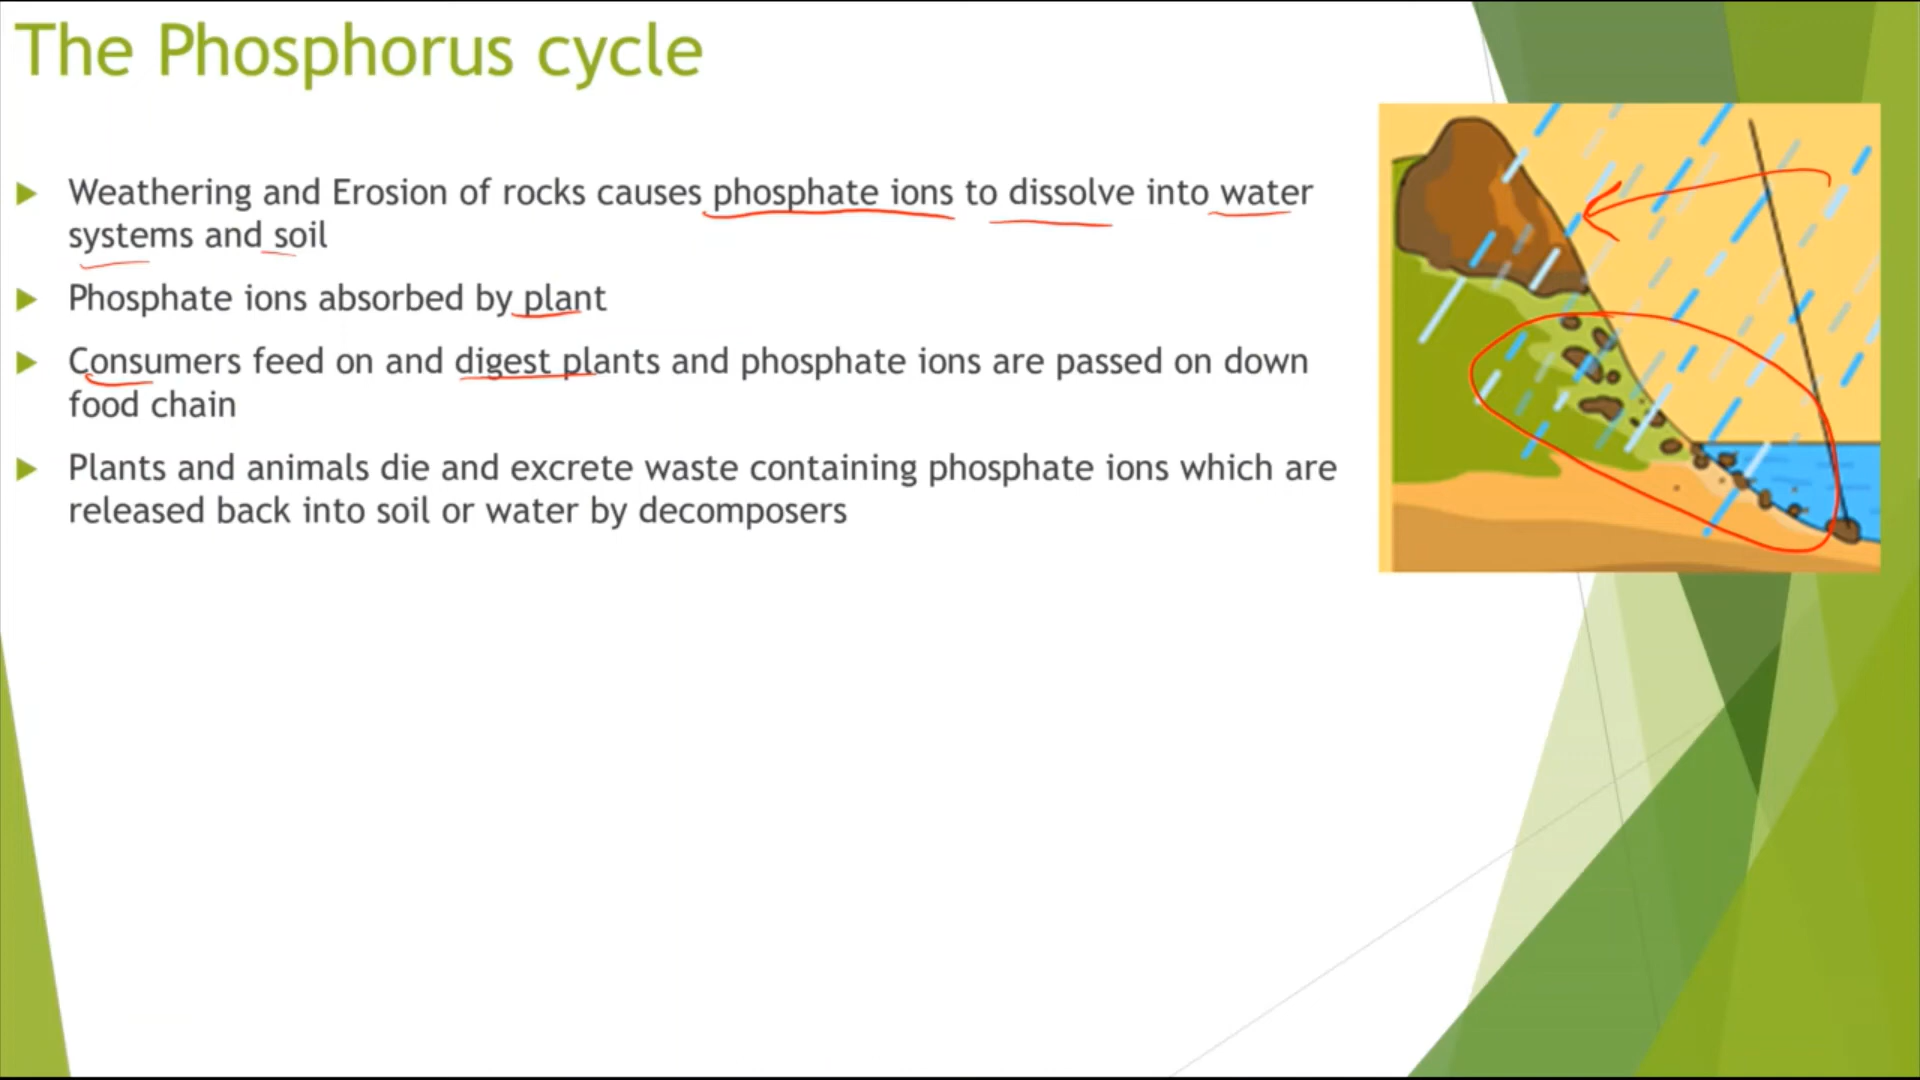 The Phosphorus cycle
Weathering and Erosion of rocks causes phosphate ions to dissolve into water
systems and soil
Phosphate ions absorbed by plant
Consumers feed on and digest plants and phosphate ions are passed on down
food chain
Plants and animals die and excrete waste containing phosphate ions which are
released back into soil or water by decomposers